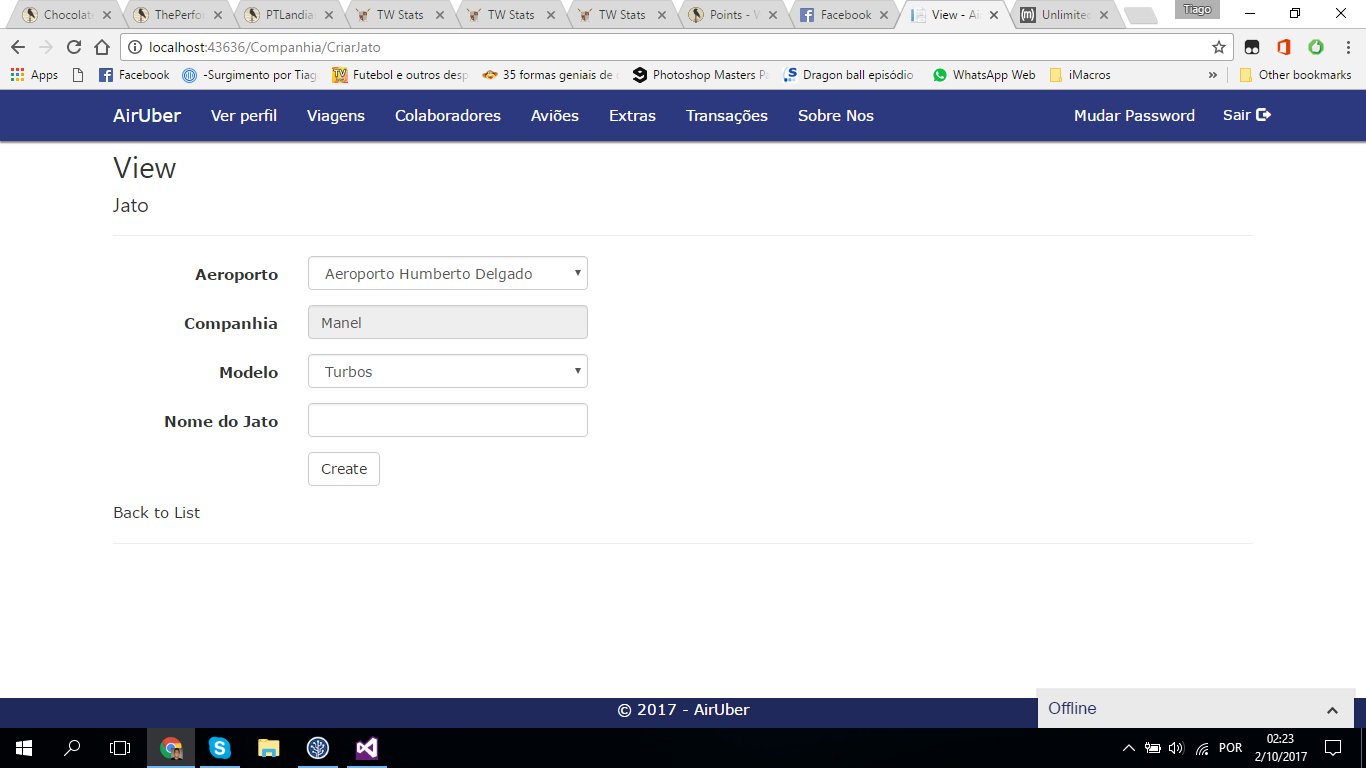 Chocolat
ThePerfo
PTLandia
TW Stats
TW Stats
TW Stats
Points - W
Facebook
View - Ai
Unlimited
Tiago
localhost:43636/Companhia/CriarJato
Apps
Facebook
-Surgimento por Tiag
Futebol e outros desp
35 formas geniais de
Photoshop Masters P
Dragon ball episódio
WhatsApp Web
iMacros
»
Other bookmarks
AirUber
Ver perfil
Viagens
Colaboradores
Aviões
Extras
Transações
Sobre Nos
Mudar Password
Sair
View
Jato
Aeroporto
Aeroporto Humberto Delgado
Companhia
Manel
Modelo
Turbos
Nome do Jato
Create
Back to List
© 2017 - AirUber
Offline
POR
02:23
2/10/2017